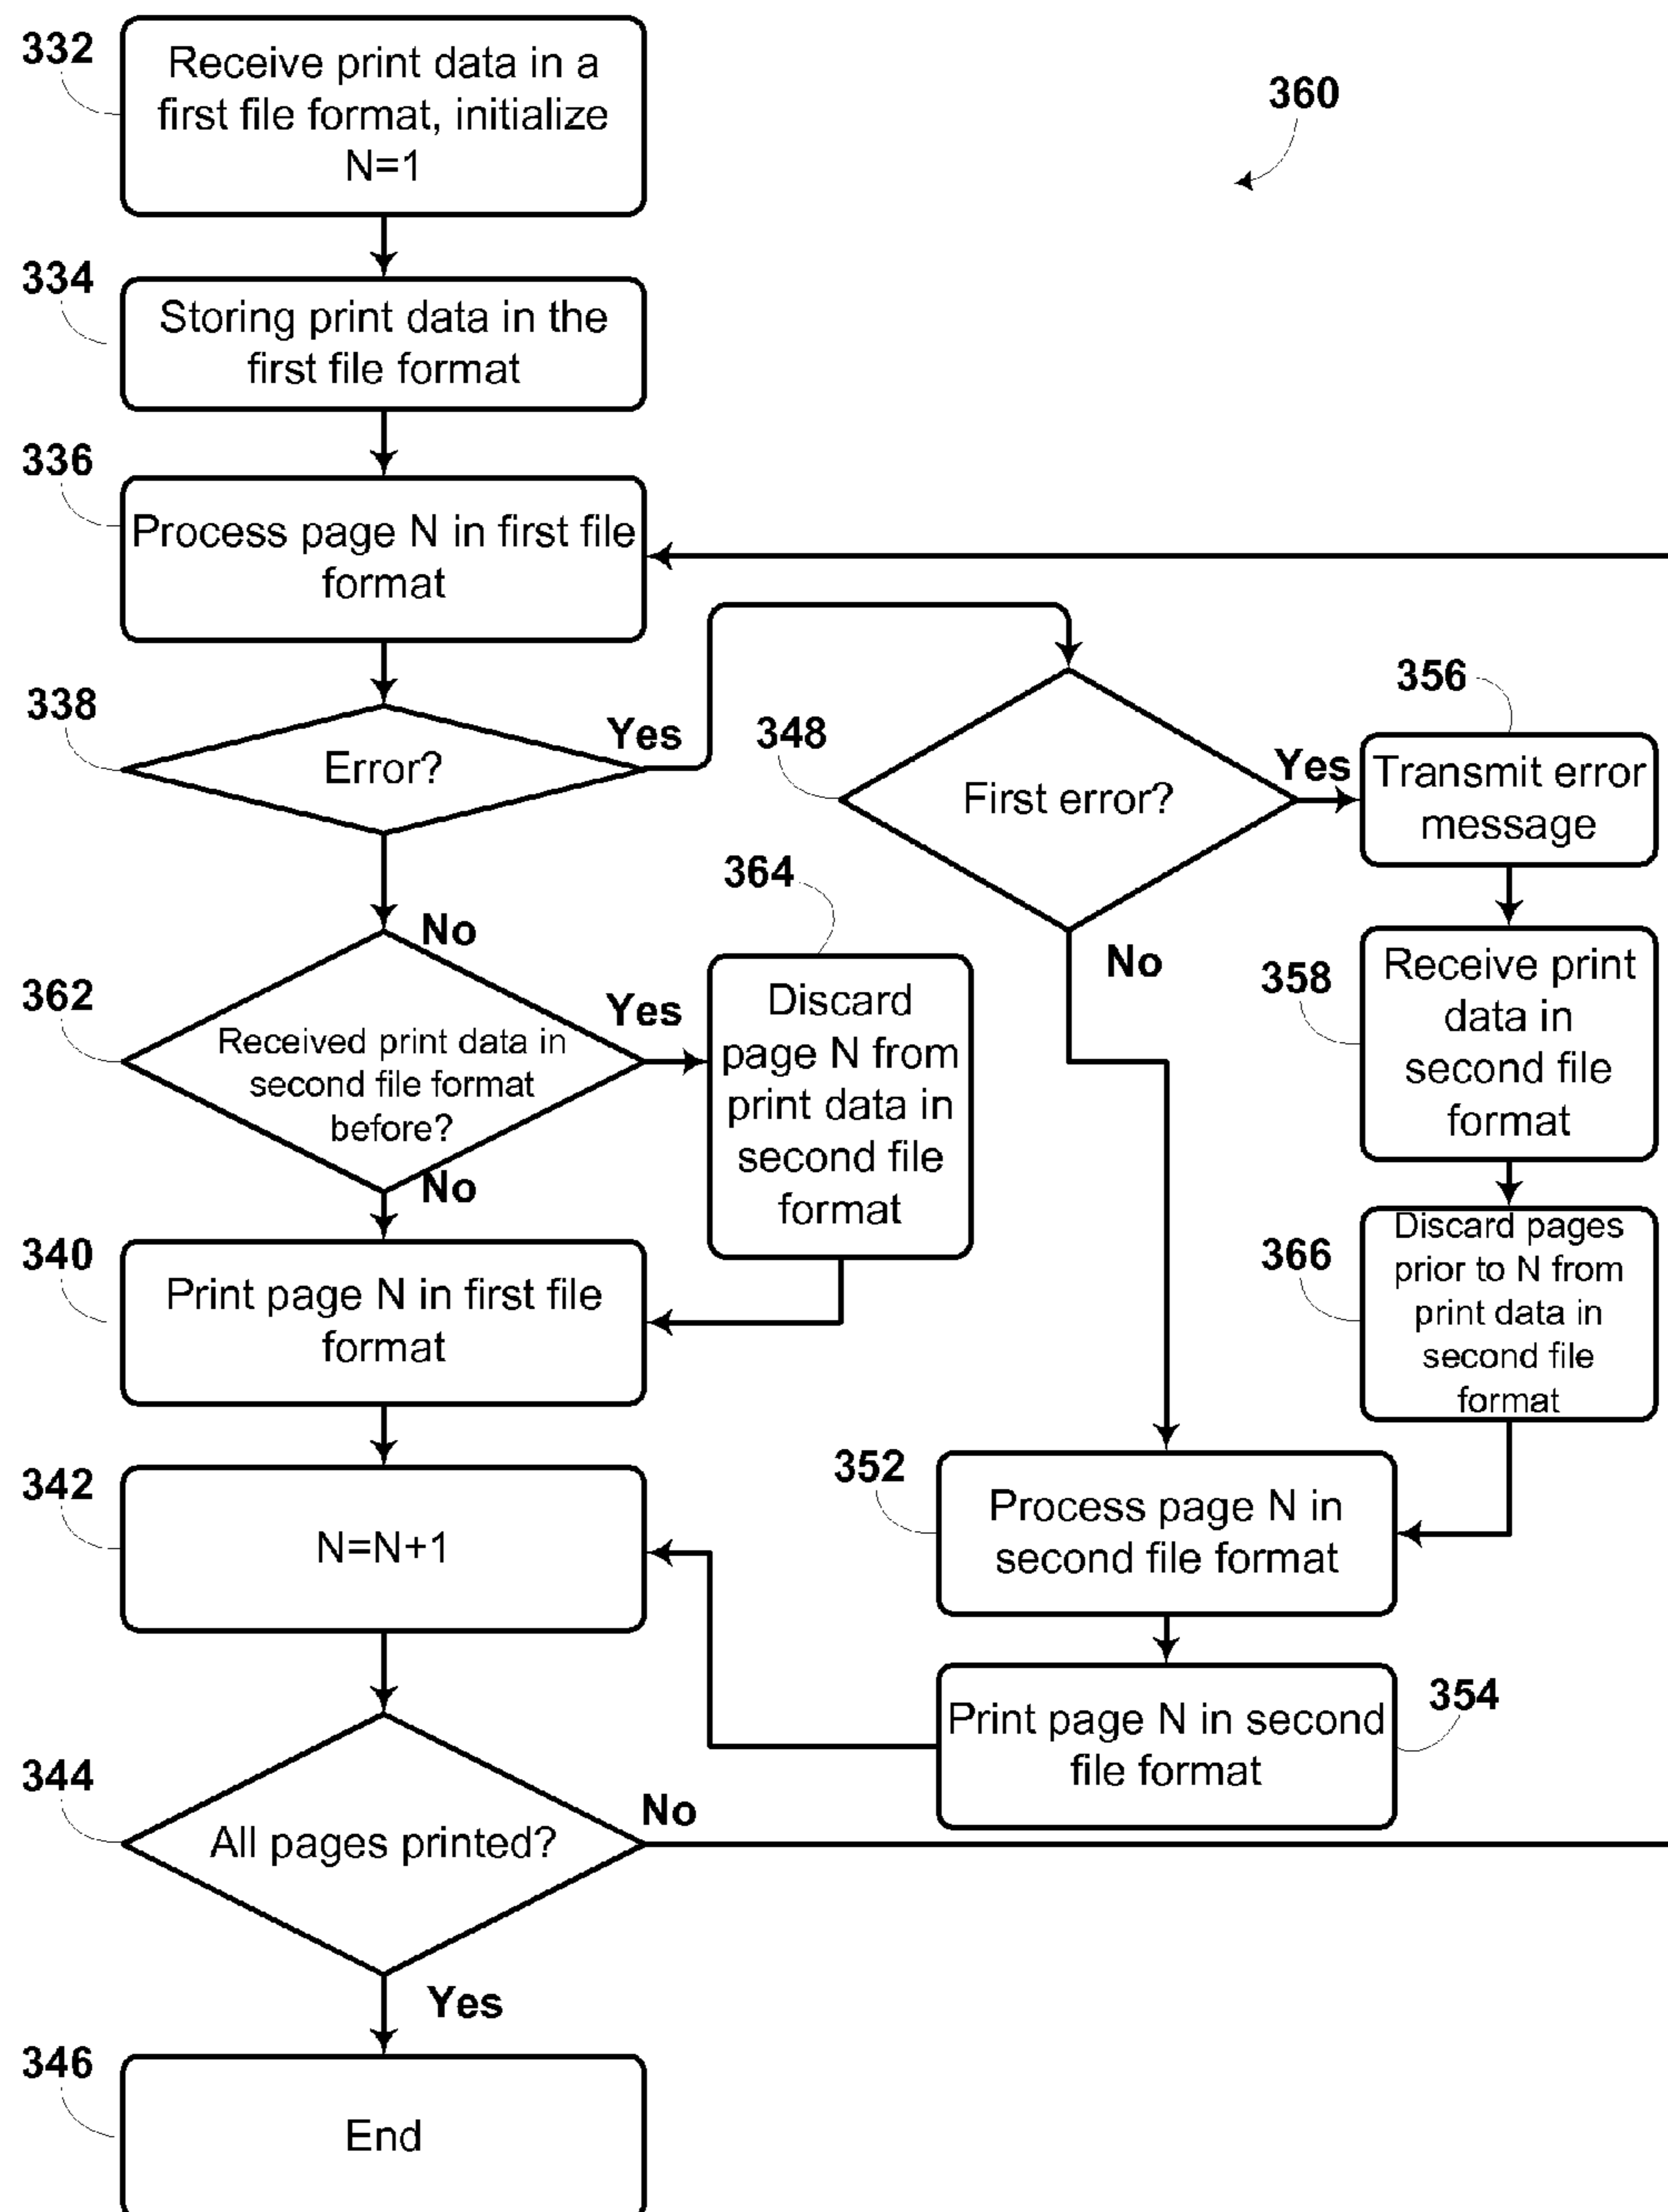 332
Receive print data in a
first file format, initialize
N=1
360
334
Storing print data in the
first file format
336
Process page N in first file
format
338
Error?
Yes
348
First error?
Yes
356
Transmit error
message
No
362
Received print data in
second file format
before?
Yes
No
364
Discard
page N from
print data in
second file
format
No
358
Receive print
data in
second file
format
366
Discard pages
prior to N from
print data in
second file
format
340
Print page N in first file
format
342
N=N+1
352
Process page N in
second file format
354
Print page N in second
file format
344
All pages printed?
No
Yes
346
End